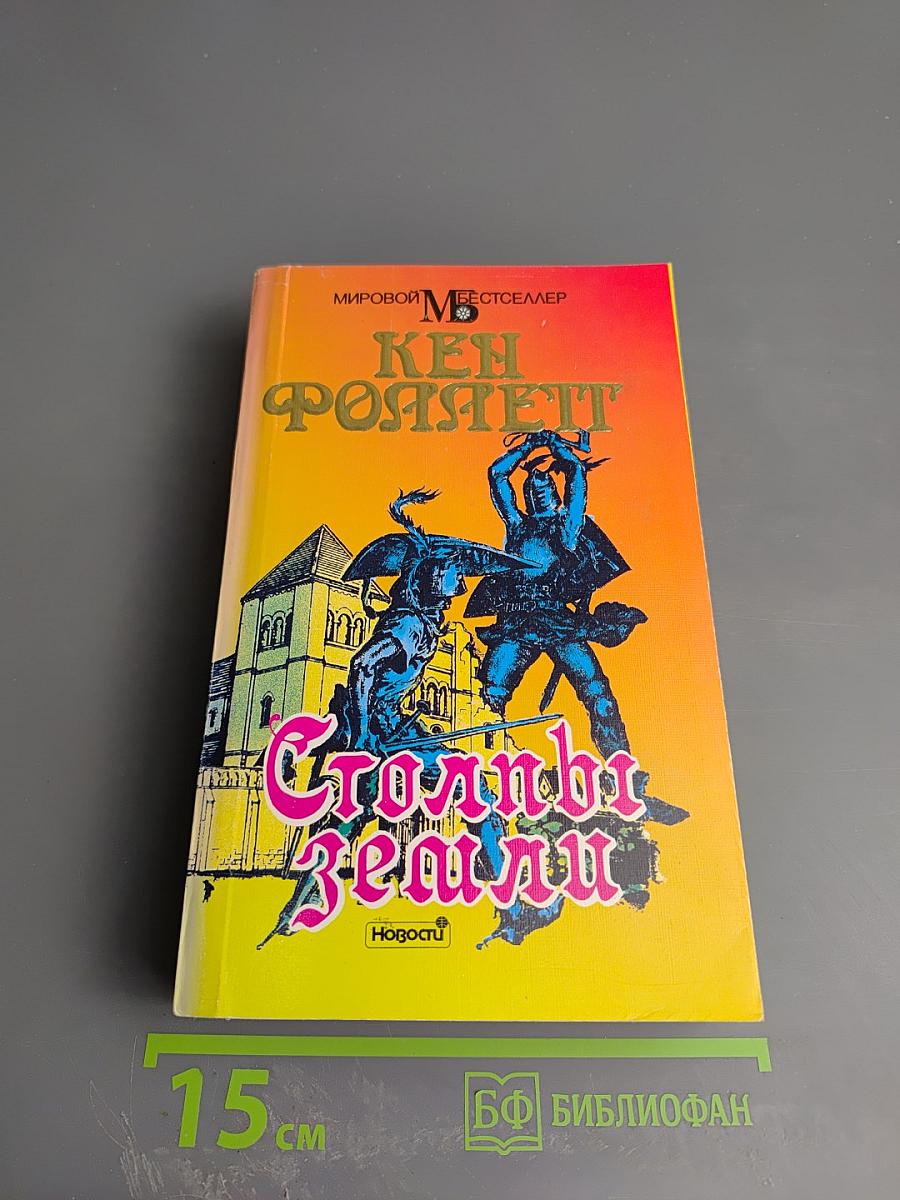 МИРОВОЙ МБ БЕСТСЕЛЛЕР
КЕН
ФОЛЛЕТТ
Столпы
земли
Новости
15 см
БФ БИБЛИОФАН